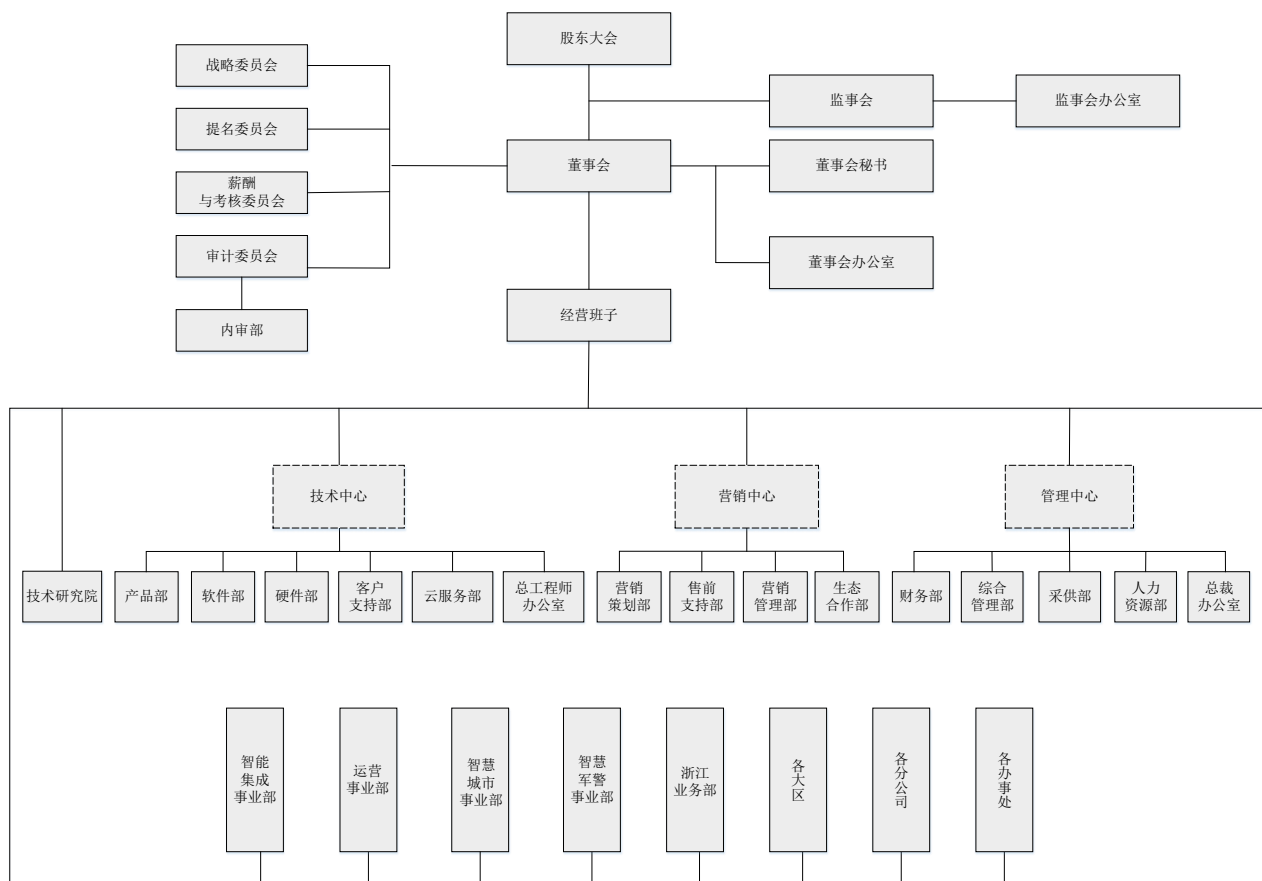 股东大会
战略委员会
监事会
监事会办公室
提名委员会
董事会
董事会秘书
薪酬
与考核委员会
审计委员会
董事会办公室
内审部
经营班子
技术中心
营销中心
管理中心
技术研究院
产品部
软件部
硬件部
客户
支持部
云服务部
总工程师
办公室
营销
策划部
售前
支持部
营销
管理部
生态
合作部
财务部
综合
管理部
采供部
人力
资源部
总裁
办公室
智能
集成
事业部
运营
事业部
智慧
城市
事业部
智慧
军警
事业部
浙江
业务部
各大区
各分公司
各办事处